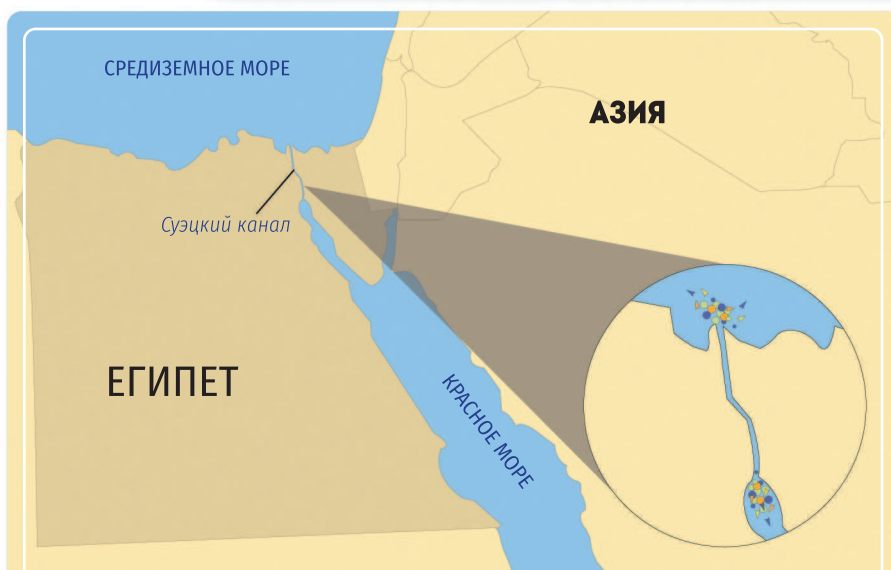 СРЕДИЗЕМНОЕ МОРЕ
АЗИЯ
Суэцкий канал
ЕГИПЕТ
КРАСНОЕ МОРЕ